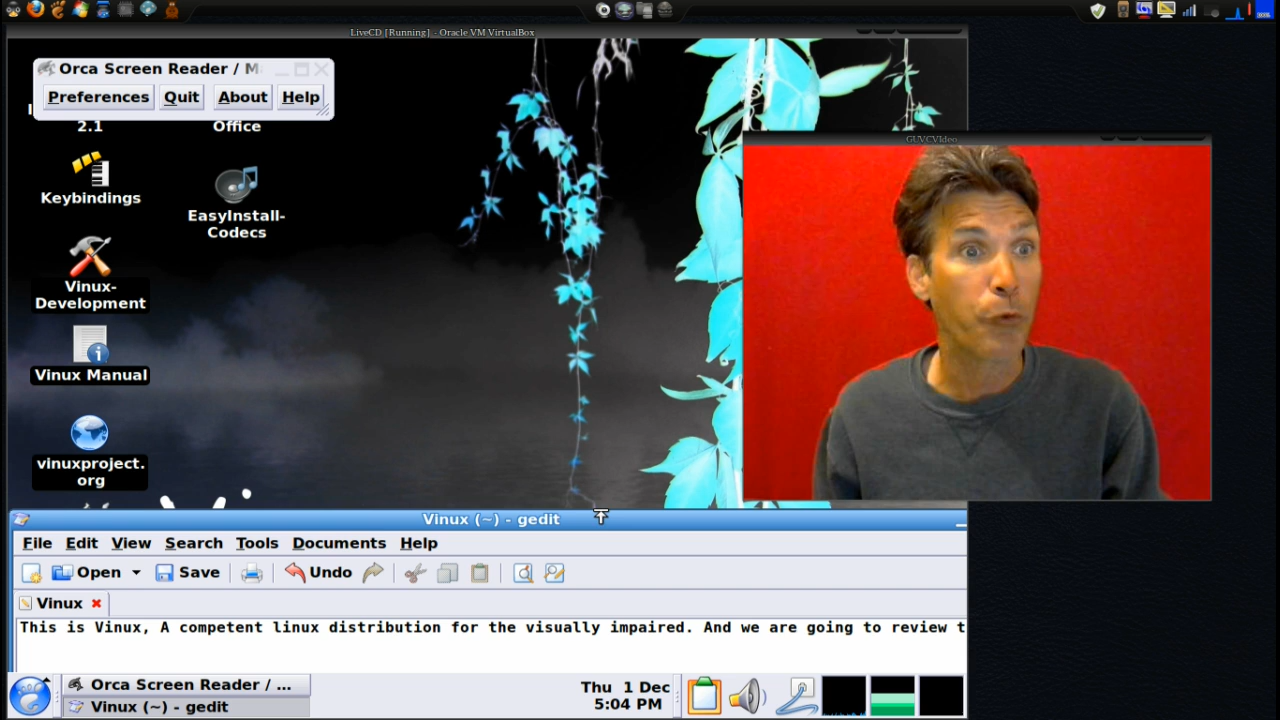 LiveCD [Running] - Oracle VM VirtualBox
Orca Screen Reader / M
Preferences Quit About Help
2.1
Office
Keybindings
EasyInstall-
Codecs
Vinux-
Development
Vinux Manual
vinuxproject.
org
GUVCVideo
Vinux (~) - gedit
File Edit View Search Tools Documents Help
Open Save Undo
Vinux
This is Vinux, A competent linux distribution for the visually impaired. And we are going to review t
Orca Screen Reader / ...
Vinux (~) - gedit
Thu 1 Dec
5:04 PM